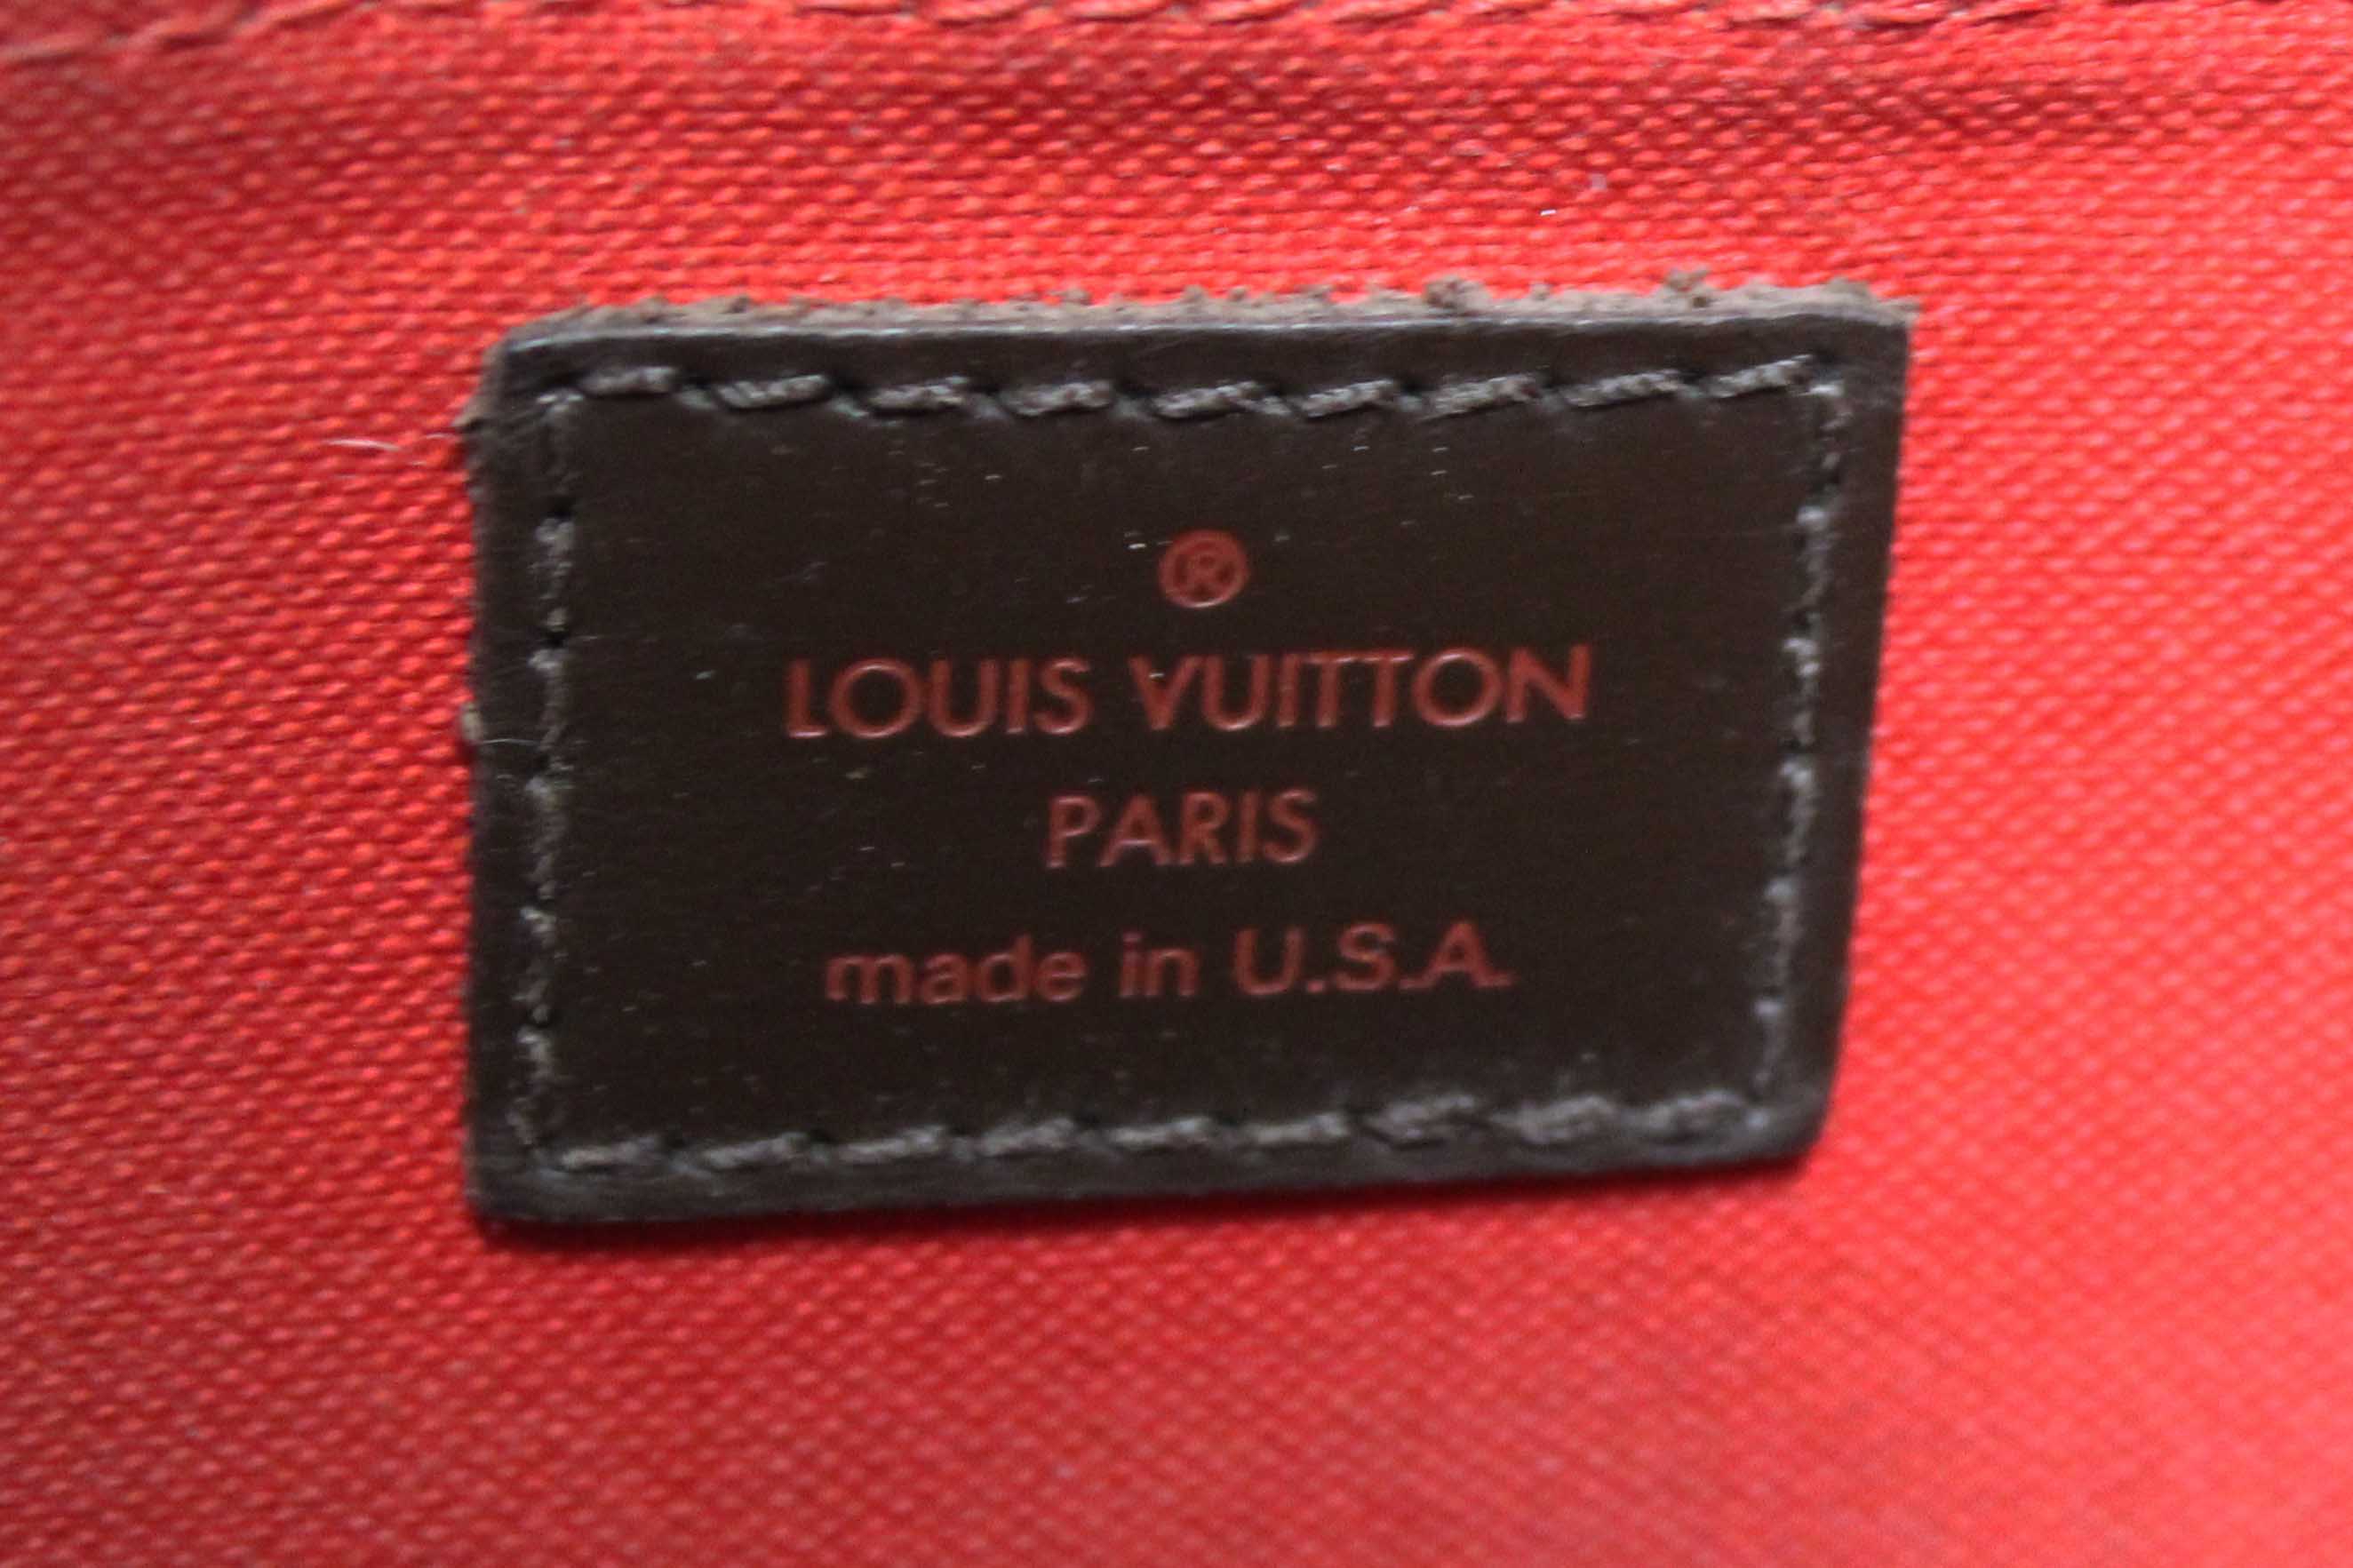 ®
LOUIS VUITTON
PARIS
made in U.S.A.